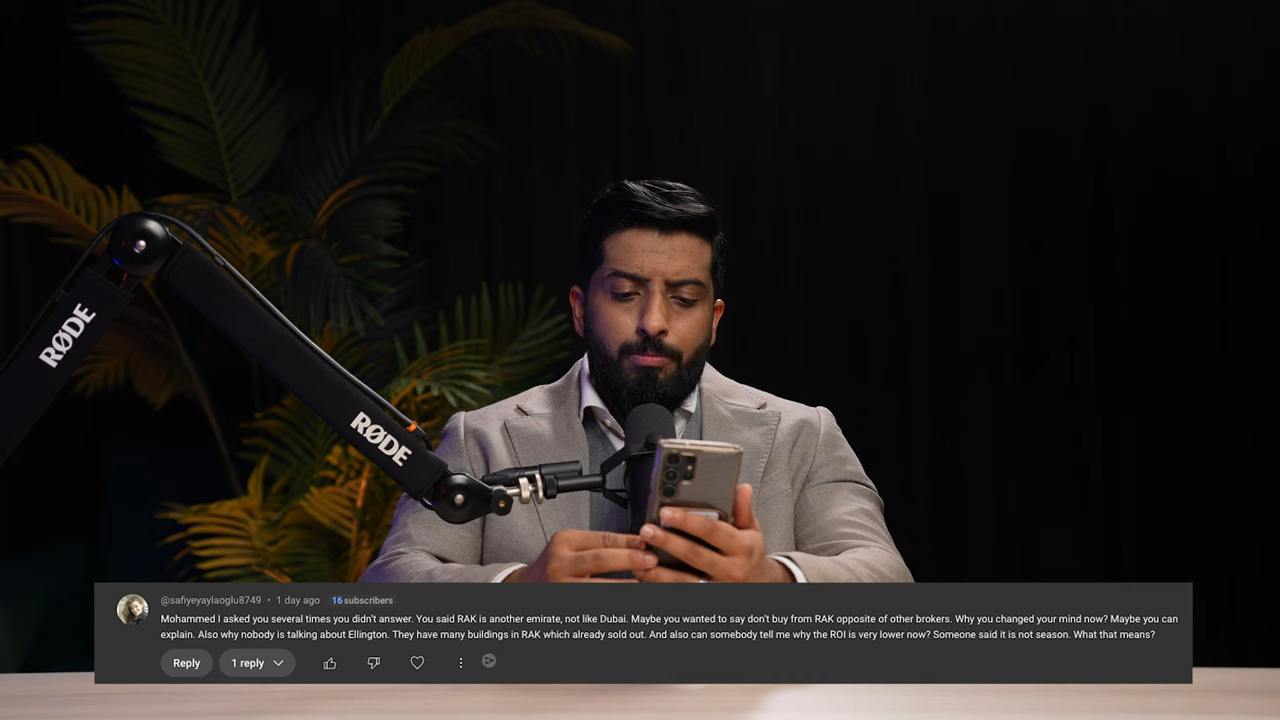 RØDE
RØDE
@safiyeyaylaoglu8749 • 1 day ago 16 subscribers
Mohammed I asked you several times you didn't answer. You said RAK is another emirate, not like Dubai. Maybe you wanted to say don't buy from RAK opposite of other brokers. Why you changed your mind now? Maybe you can
explain. Also why nobody is talking about Ellington. They have many buildings in RAK which already sold out. And also can somebody tell me why the ROI is very lower now? Someone said it is not season. What that means?
Reply 1 reply